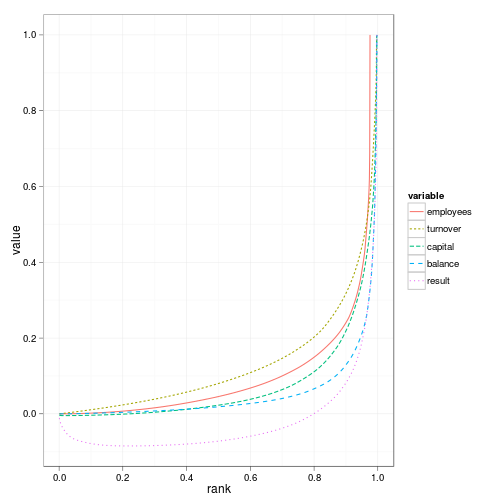 1.0
0.8
0.6
0.4
0.2
0.0
value
0.0 0.2 0.4 0.6 0.8 1.0
rank
variable
employees
turnover
capital
balance
result